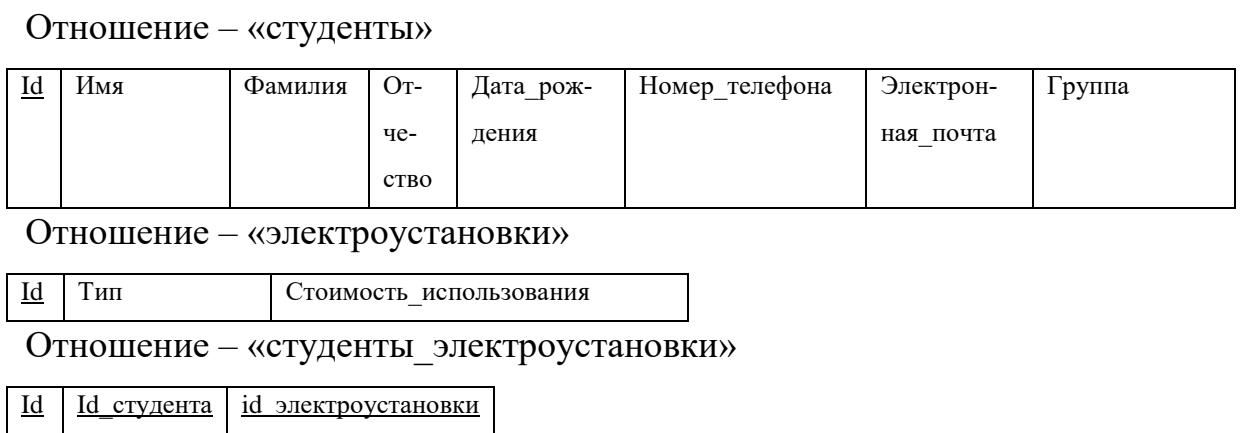 Отношение – «студенты»
Id Имя Фамилия От- Дата_рож- Номер_телефона Электрон- Группа
че- дения ная_почта
ство
Отношение – «электроустановки»
Id Тип Стоимость_использования
Отношение – «студенты_электроустановки»
Id Id_студента id_электроустановки